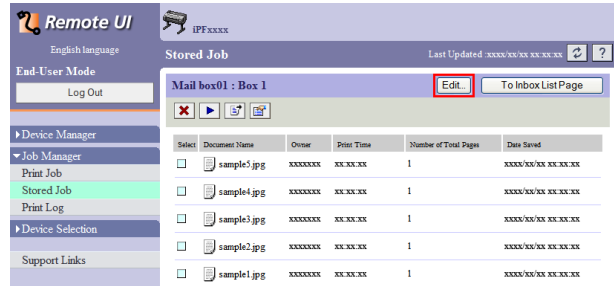 Remote UI
iPFxxxx
English language
Stored Job
Last Updated :xxxx/xx/xx xx:xx:xx
?
End-User Mode
Log Out
Mail box01 : Box 1
Edit...
To Inbox List Page
Device Manager
Job Manager
Print Job
Stored Job
Print Log
Device Selection
Support Links
Select Document Name Owner Print Time Number of Total Pages Date Saved
sample5.jpg xxxxxxx xx:xx:xx 1 xxxx/xx/xx xx:xx:xx
sample4.jpg xxxxxxx xx:xx:xx 1 xxxx/xx/xx xx:xx:xx
sample3.jpg xxxxxxx xx:xx:xx 1 xxxx/xx/xx xx:xx:xx
sample2.jpg xxxxxxx xx:xx:xx 1 xxxx/xx/xx xx:xx:xx
sample1.jpg xxxxxxx xx:xx:xx 1 xxxx/xx/xx xx:xx:xx